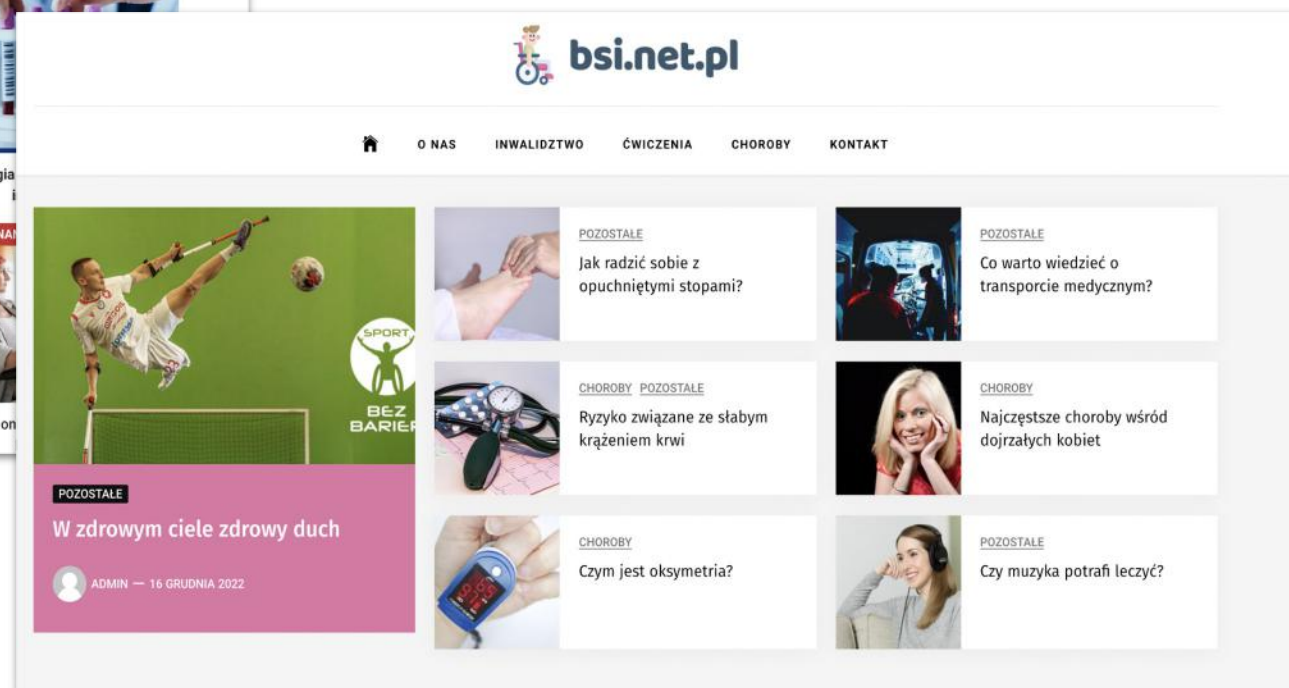 bsi.net.pl
O NAS INWALIDZTWO ĆWICZENIA CHOROBY KONTAKT
SPORT
BEZ
POZOSTAŁE
W zdrowym ciele zdrowy duch
ADMIN — 16 GRUDNIA 2022
POZOSTAŁE
Jak radzić sobie z
opuchniętymi stopami?
POZOSTAŁE
Co warto wiedzieć o
transporcie medycznym?
CHOROBY POZOSTAŁE
Ryzyko związane ze słabym
krążeniem krwi
CHOROBY
Najczęstsze choroby wśród
dojrzałych kobiet
CHOROBY
Czym jest oksymetria?
POZOSTAŁE
Czy muzyka potrafi leczyć?